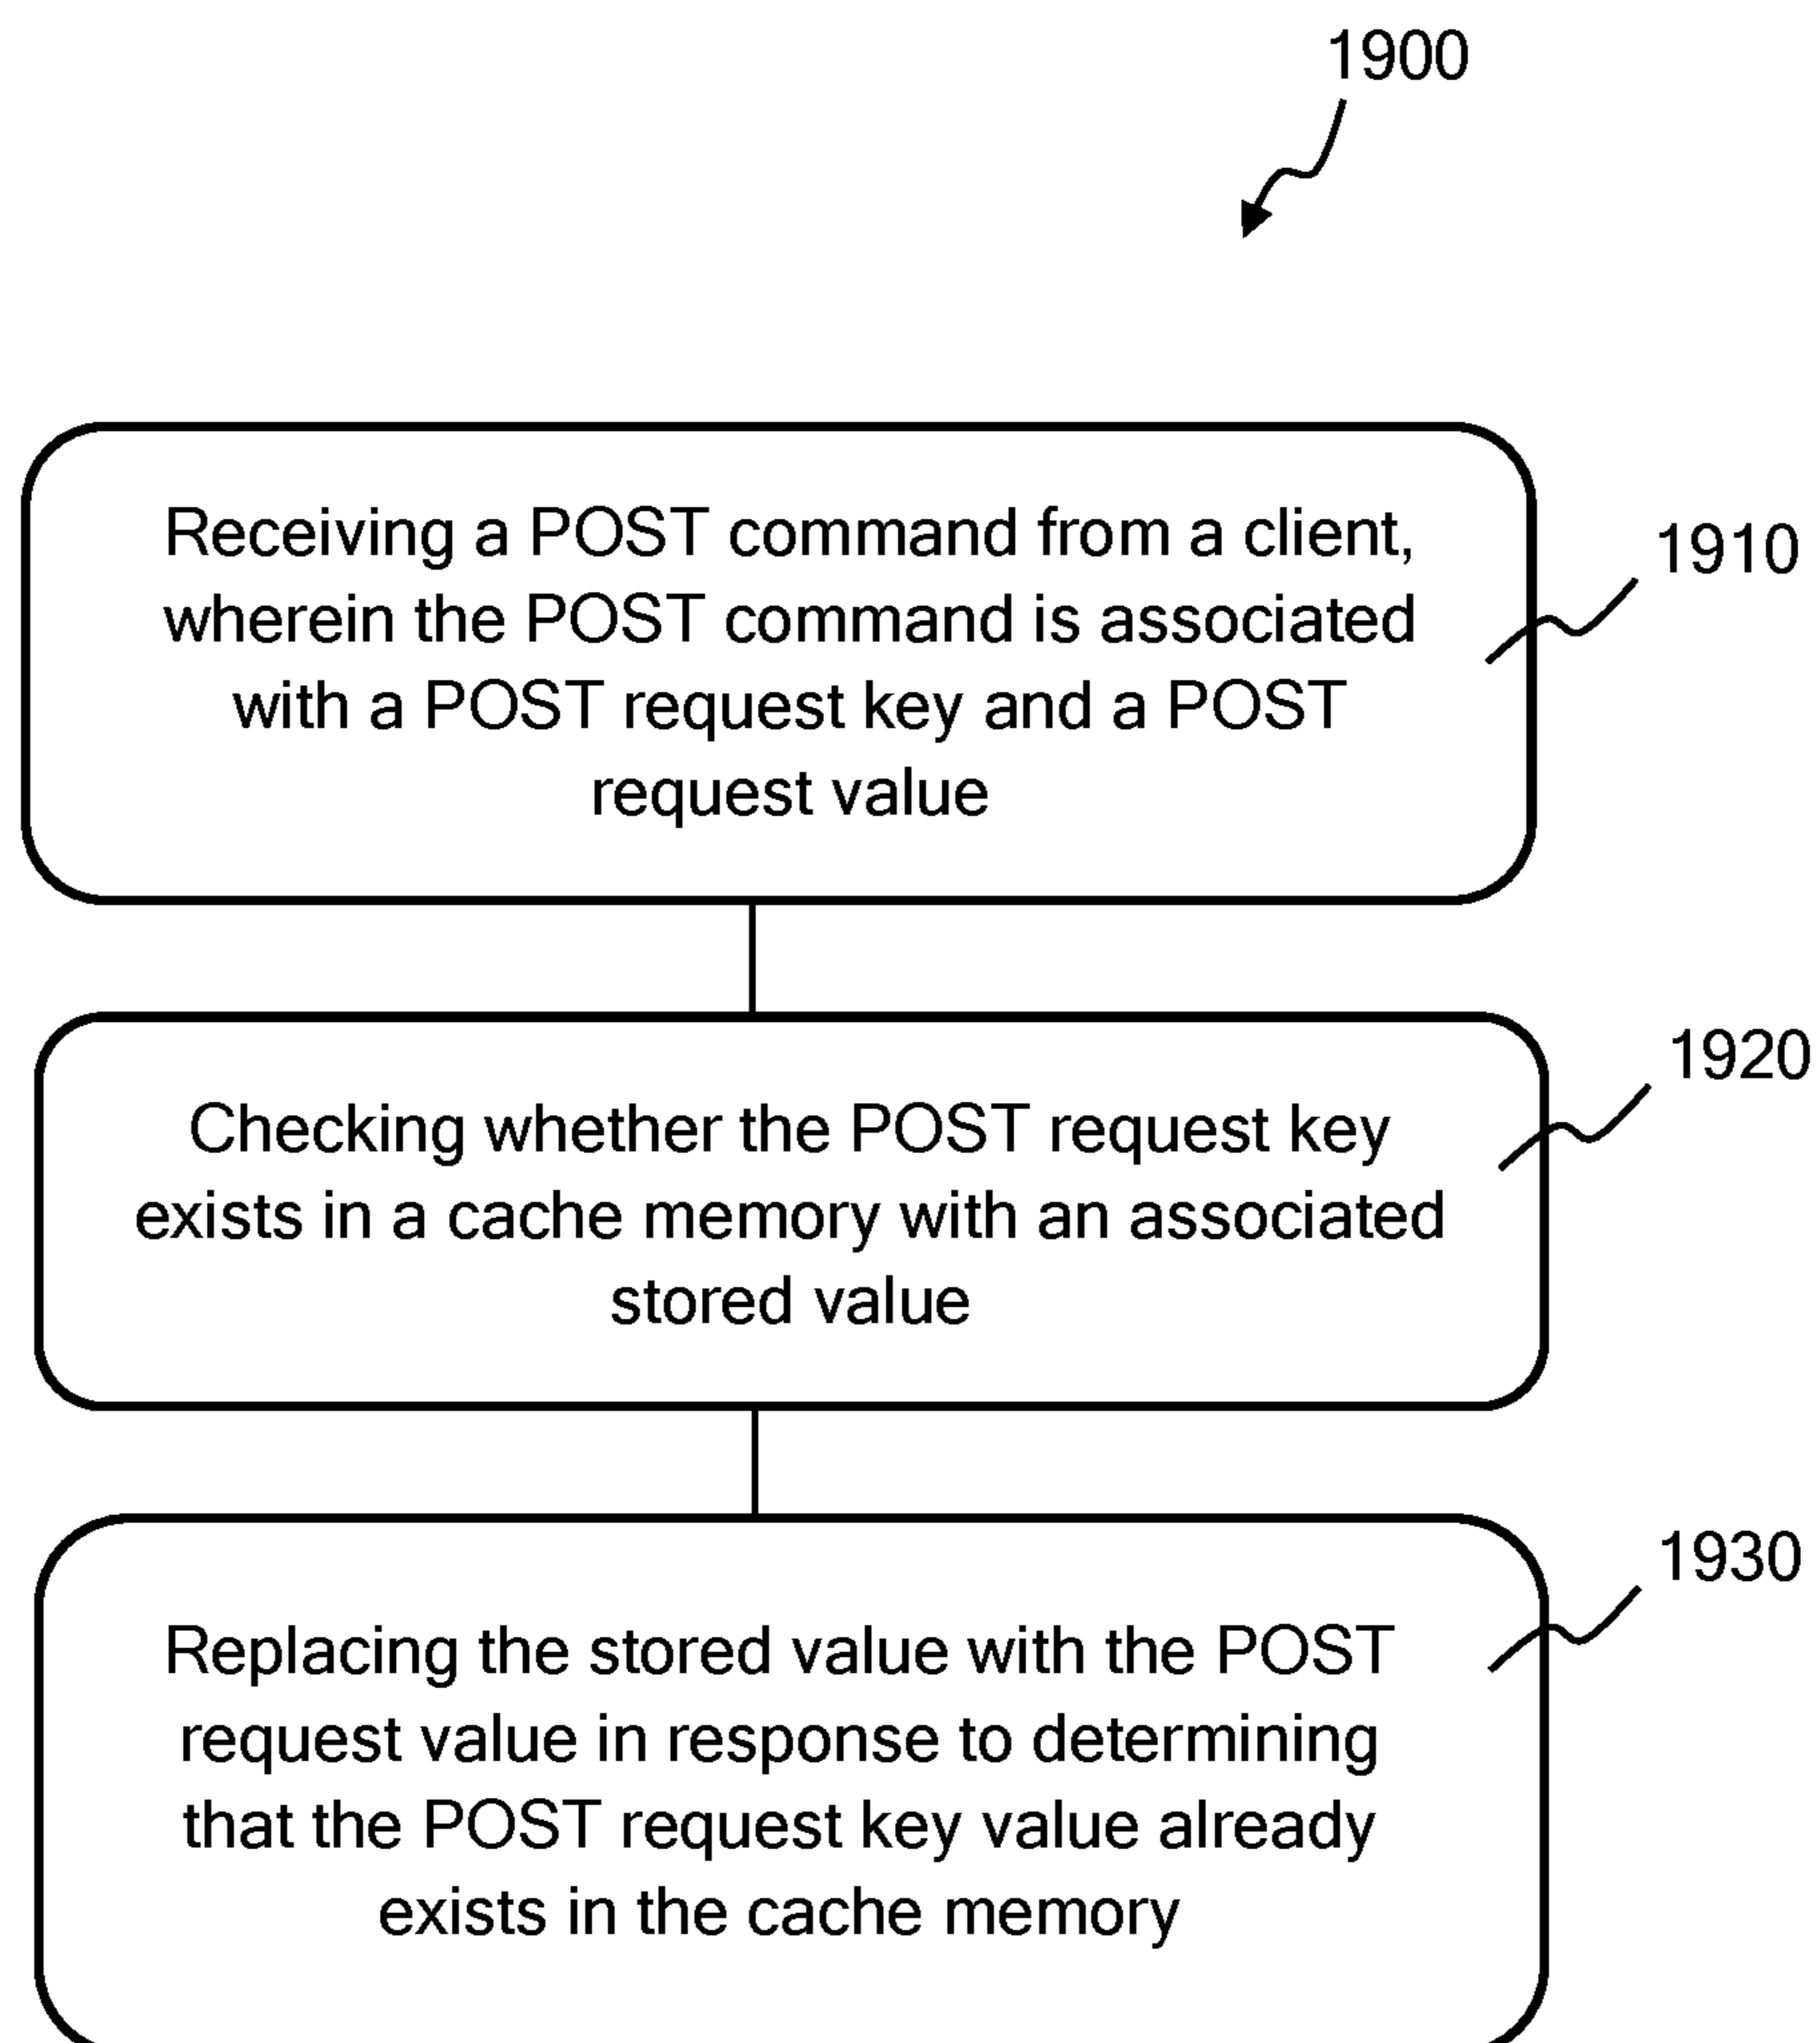 1900
Receiving a POST command from a client,
wherein the POST command is associated
with a POST request key and a POST
request value
1910
Checking whether the POST request key
exists in a cache memory with an associated
stored value
1920
Replacing the stored value with the POST
request value in response to determining
that the POST request key value already
exists in the cache memory
1930